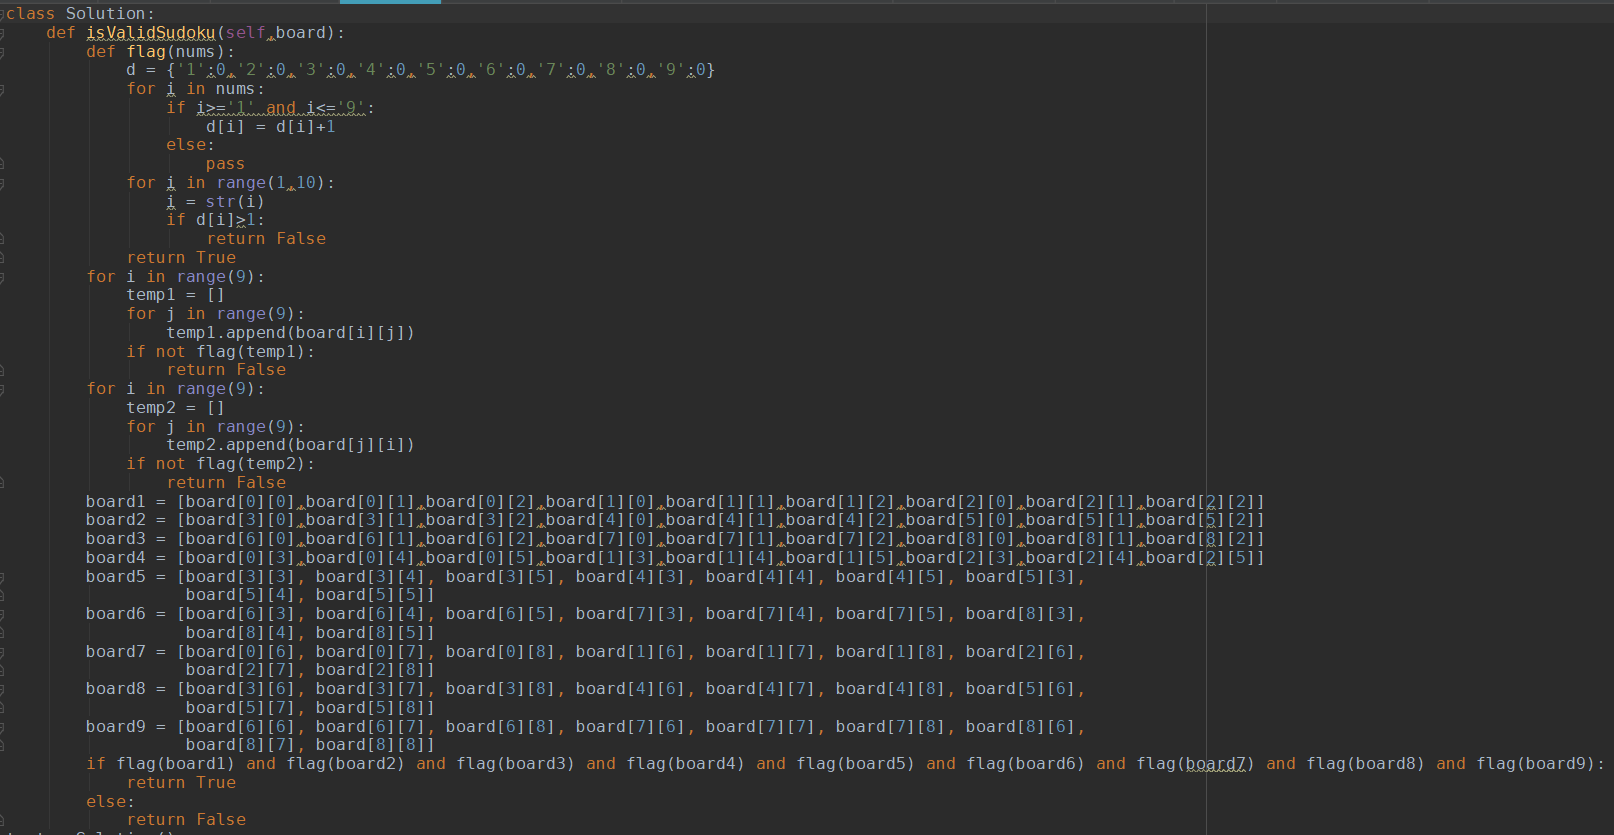 class Solution:
    def isValidSudoku(self,board):
        def flag(nums):
            d = {'1':0,'2':0,'3':0,'4':0,'5':0,'6':0,'7':0,'8':0,'9':0}
            for i in nums:
                if i>='1' and i<='9':
                    d[i] = d[i]+1
                else:
                    pass
            for i in range(1,10):
                i = str(i)
                if d[i]>1:
                    return False
            return True
        for i in range(9):
            temp1 = []
            for j in range(9):
                temp1.append(board[i][j])
            if not flag(temp1):
                return False
        for i in range(9):
            temp2 = []
            for j in range(9):
                temp2.append(board[j][i])
            if not flag(temp2):
                return False
        board1 = [board[0][0],board[0][1],board[0][2],board[1][0],board[1][1],board[1][2],board[2][0],board[2][1],board[2][2]]
        board2 = [board[3][0],board[3][1],board[3][2],board[4][0],board[4][1],board[4][2],board[5][0],board[5][1],board[5][2]]
        board3 = [board[6][0],board[6][1],board[6][2],board[7][0],board[7][1],board[7][2],board[8][0],board[8][1],board[8][2]]
        board4 = [board[0][3],board[0][4],board[0][5],board[1][3],board[1][4],board[1][5],board[2][3],board[2][4],board[2][5]]
        board5 = [board[3][3], board[3][4], board[3][5], board[4][3], board[4][4], board[4][5], board[5][3],
                  board[5][4], board[5][5]]
        board6 = [board[6][3], board[6][4], board[6][5], board[7][3], board[7][4], board[7][5], board[8][3],
                  board[8][4], board[8][5]]
        board7 = [board[0][6], board[0][7], board[0][8], board[1][6], board[1][7], board[1][8], board[2][6],
                  board[2][7], board[2][8]]
        board8 = [board[3][6], board[3][7], board[3][8], board[4][6], board[4][7], board[4][8], board[5][6],
                  board[5][7], board[5][8]]
        board9 = [board[6][6], board[6][7], board[6][8], board[7][6], board[7][7], board[7][8], board[8][6],
                  board[8][7], board[8][8]]
        if flag(board1) and flag(board2) and flag(board3) and flag(board4) and flag(board5) and flag(board6) and flag(board7) and flag(board8) and flag(board9):
            return True
        else:
            return False